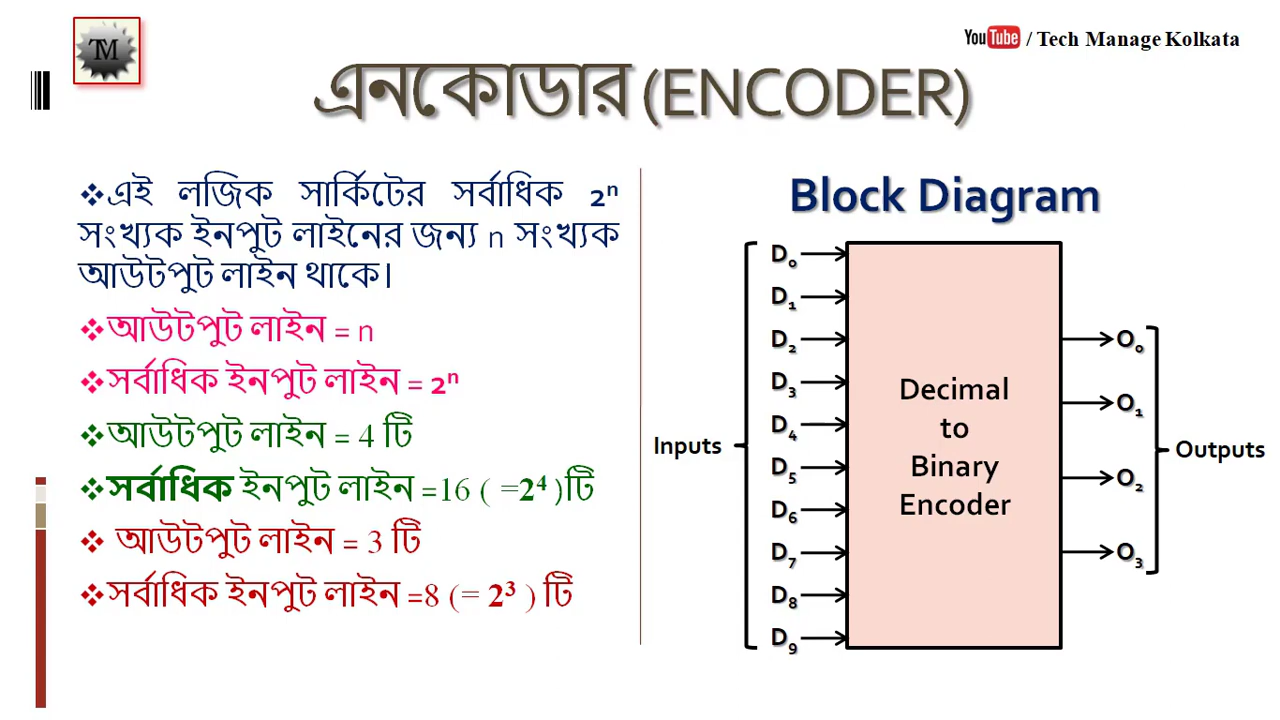 TM
YouTube / Tech Manage Kolkata
এনকোডার (ENCODER)
❖এই লজিক সার্কিটের সর্বাধিক 2ⁿ
সংখ্যক ইনপুট লাইনের জন্য n সংখ্যক
আউটপুট লাইন থাকে।
❖আউটপুট লাইন = n
❖সর্বাধিক ইনপুট লাইন = 2ⁿ
❖আউটপুট লাইন = 4 টি
❖সর্বাধিক ইনপুট লাইন =16 ( =2⁴ )টি
❖ আউটপুট লাইন = 3 টি
❖সর্বাধিক ইনপুট লাইন =8 (= 2³ ) টি
Block Diagram
Inputs
D₀
D₁
D₂
D₃
D₄
D₅
D₆
D₇
D₈
D₉
Decimal
to
Binary
Encoder
O₀
O₁
O₂
O₃
Outputs